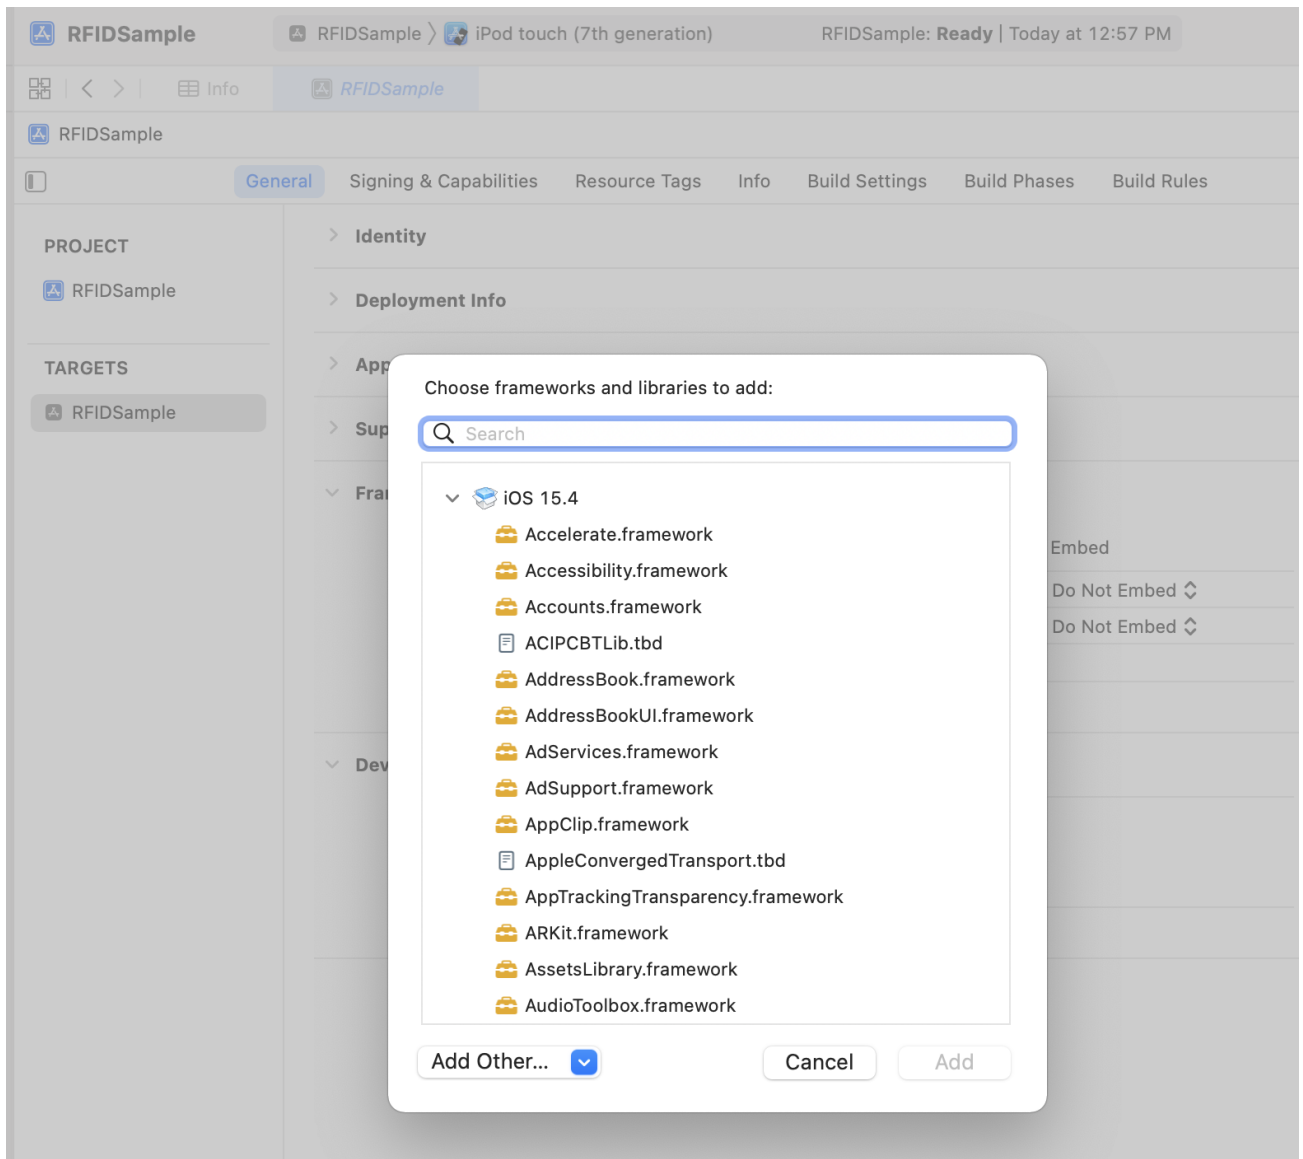 RFIDSample
RFIDSample 〉 iPod touch (7th generation)
RFIDSample: Ready | Today at 12:57 PM
Info
RFIDSample
RFIDSample
General Signing & Capabilities Resource Tags Info Build Settings Build Phases Build Rules
PROJECT
RFIDSample
TARGETS
RFIDSample
Identity
Deployment Info
App
Sup
Fra
Embed
Do Not Embed
Do Not Embed
Dev
Choose frameworks and libraries to add:
Search
iOS 15.4
Accelerate.framework
Accessibility.framework
Accounts.framework
ACIPCBTLib.tbd
AddressBook.framework
AddressBookUI.framework
AdServices.framework
AdSupport.framework
AppClip.framework
AppleConvergedTransport.tbd
AppTrackingTransparency.framework
ARKit.framework
AssetsLibrary.framework
AudioToolbox.framework
Add Other... Cancel Add